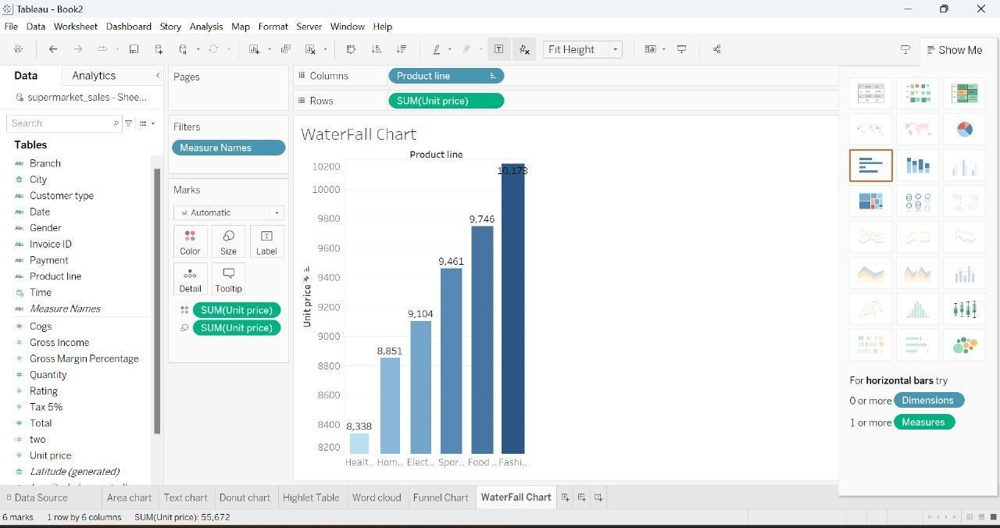 Tableau - Book2
File Data Worksheet Dashboard Story Analysis Map Format Server Window Help
Fit Height
Show Me
Data Analytics
supermarket_sales - Shee...
Search
Tables
Abc Branch
City
Abc Customer type
Abc Date
Abc Gender
Abc Invoice ID
Abc Payment
Abc Product line
Time
Abc Measure Names
# Cogs
# Gross Income
# Gross Margin Percentage
# Quantity
# Rating
# Tax 5%
# Total
# two
# Unit price
Latitude (generated)
Pages
Filters
Measure Names
Marks
Automatic
Color Size Label
Detail Tooltip
SUM(Unit price)
SUM(Unit price)
Columns Product line
Rows SUM(Unit price)
WaterFall Chart
Product line
Unit price
10200
10000
9800
9600
9400
9200
9000
8800
8600
8400
8200
8,338
8,851
9,104
9,461
9,746
10,173
Healt.. Hom.. Elect.. Spor.. Food .. Fashi..
For horizontal bars try
0 or more Dimensions
1 or more Measures
Data Source Area chart Text chart Donut chart Highlet Table Word cloud Funnel Chart WaterFall Chart
6 marks 1 row by 6 columns SUM(Unit price): 55,672